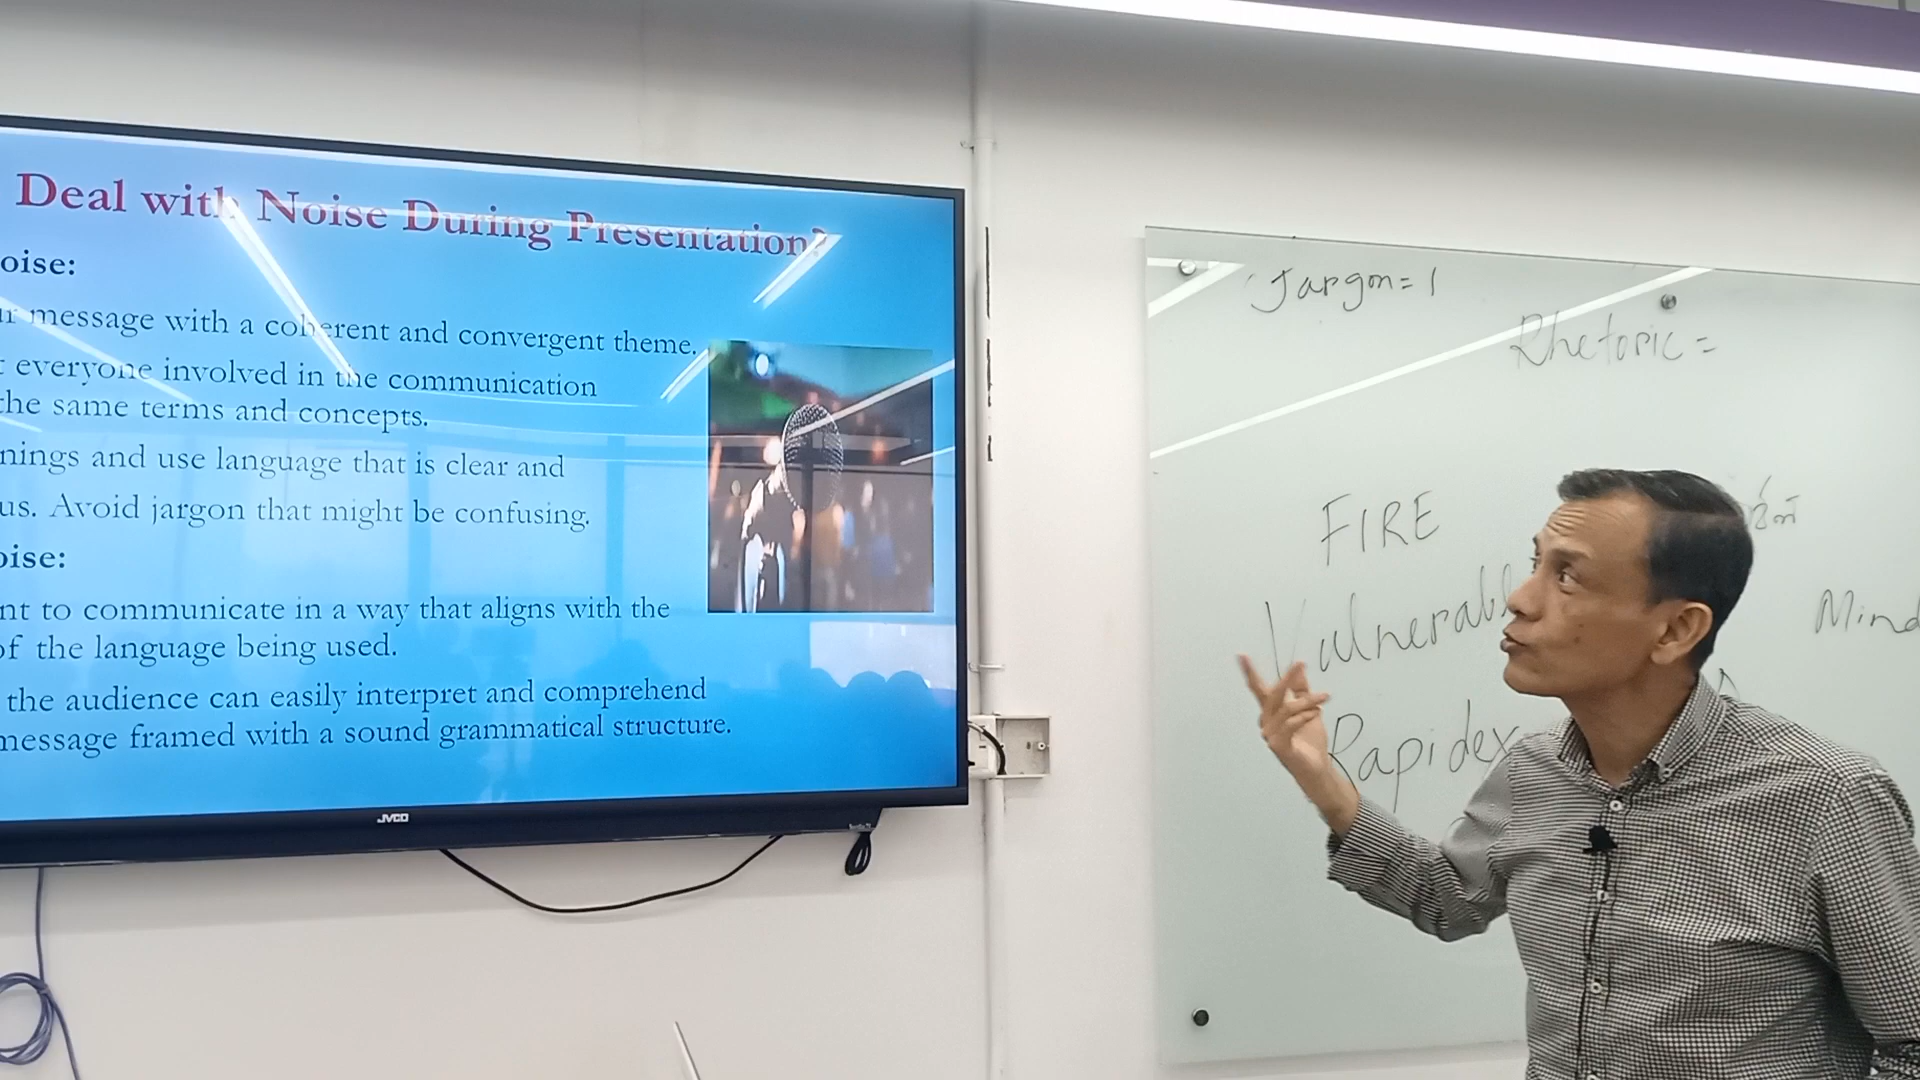 Deal with Noise During Presentation?
oise:
message with a coherent and convergent theme.
everyone involved in the communication
the same terms and concepts.
nings and use language that is clear and
us. Avoid jargon that might be confusing.
oise:
nt to communicate in a way that aligns with the
of the language being used.
the audience can easily interpret and comprehend
message framed with a sound grammatical structure.
JVCO
Jargon = 1
Rhetoric =
FIRE
Vulnerabl
Mind
Rapidex